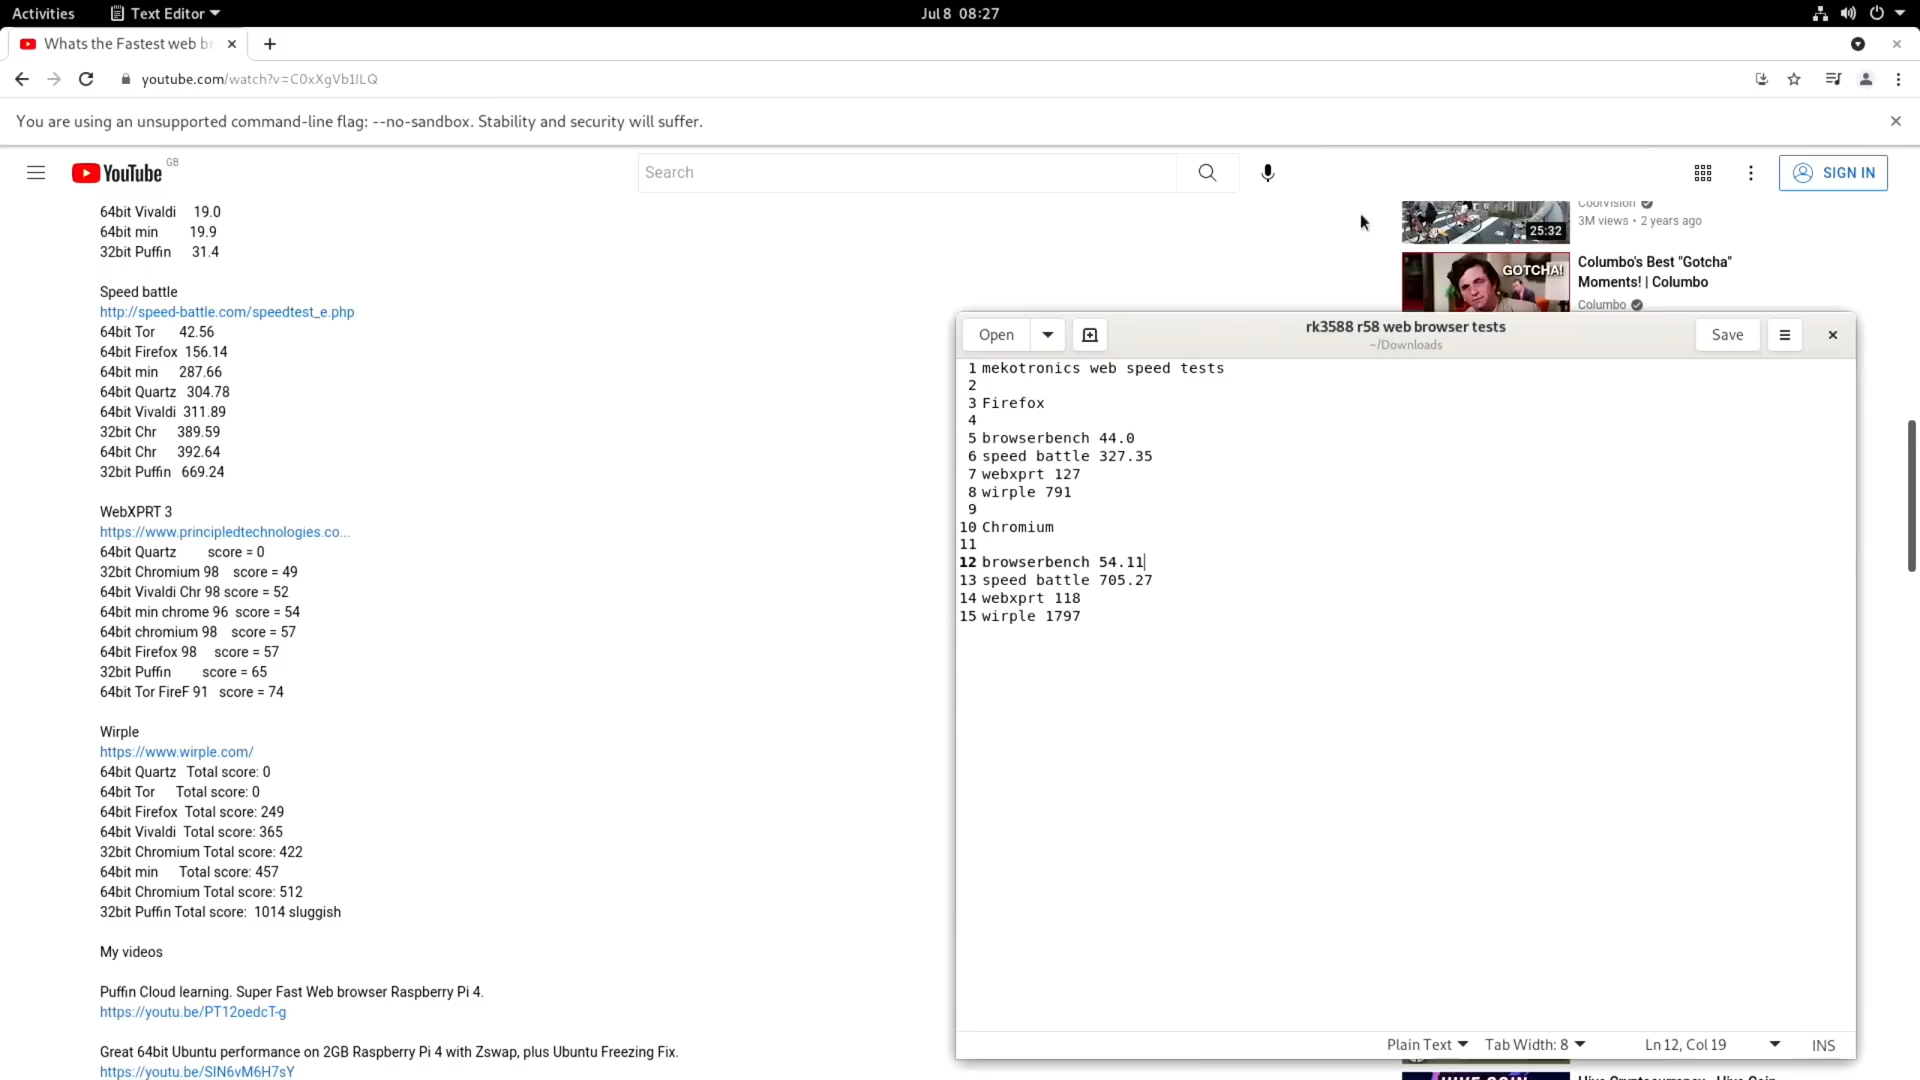 Activities
Text Editor
Jul 8 08:27
Whats the Fastest web b
youtube.com/watch?v=C0xXgVb1ILQ
You are using an unsupported command-line flag: --no-sandbox. Stability and security will suffer.
YouTube GB
Search
SIGN IN
64bit Vivaldi 19.0
64bit min 19.9
32bit Puffin 31.4
Speed battle
http://speed-battle.com/speedtest_e.php
64bit Tor 42.56
64bit Firefox 156.14
64bit min 287.66
64bit Quartz 304.78
64bit Vivaldi 311.89
32bit Chr 389.59
64bit Chr 392.64
32bit Puffin 669.24
WebXPRT 3
https://www.principledtechnologies.co...
64bit Quartz score = 0
32bit Chromium 98 score = 49
64bit Vivaldi Chr 98 score = 52
64bit min chrome 96 score = 54
64bit chromium 98 score = 57
64bit Firefox 98 score = 57
32bit Puffin score = 65
64bit Tor FireF 91 score = 74
Wirple
https://www.wirple.com/
64bit Quartz Total score: 0
64bit Tor Total score: 0
64bit Firefox Total score: 249
64bit Vivaldi Total score: 365
32bit Chromium Total score: 422
64bit min Total score: 457
64bit Chromium Total score: 512
32bit Puffin Total score: 1014 sluggish
My videos
Puffin Cloud learning. Super Fast Web browser Raspberry Pi 4.
https://youtu.be/PT12oedcT-g
Great 64bit Ubuntu performance on 2GB Raspberry Pi 4 with Zswap, plus Ubuntu Freezing Fix.
https://youtu.be/SlN6vM6H7sY
CoolVision
3M views • 2 years ago
25:32
GOTCHA!
Columbo's Best "Gotcha"
Moments! | Columbo
Columbo
Open
rk3588 r58 web browser tests
~/Downloads
Save
1 mekotronics web speed tests
2
3 Firefox
4
5 browserbench 44.0
6 speed battle 327.35
7 webxprt 127
8 wirple 791
9
10 Chromium
11
12 browserbench 54.11
13 speed battle 705.27
14 webxprt 118
15 wirple 1797
Plain Text
Tab Width: 8
Ln 12, Col 19
INS